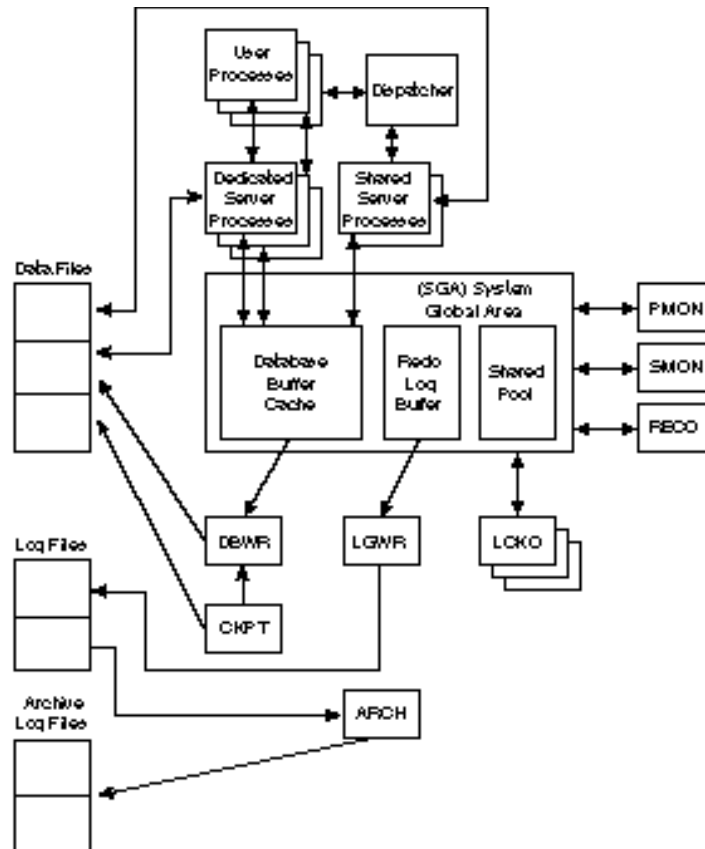 User
Processes
Dispatcher
Dedicated
Server
Processes
Shared
Server
Processes
Data Files
(SGA) System
Global Area
PMON
Database
Buffer
Cache
Redo
Log
Buffer
Shared
Pool
SMON
RECO
Log Files
DBWR
LGWR
LCKO
CKPT
Archive
Log Files
ARCH